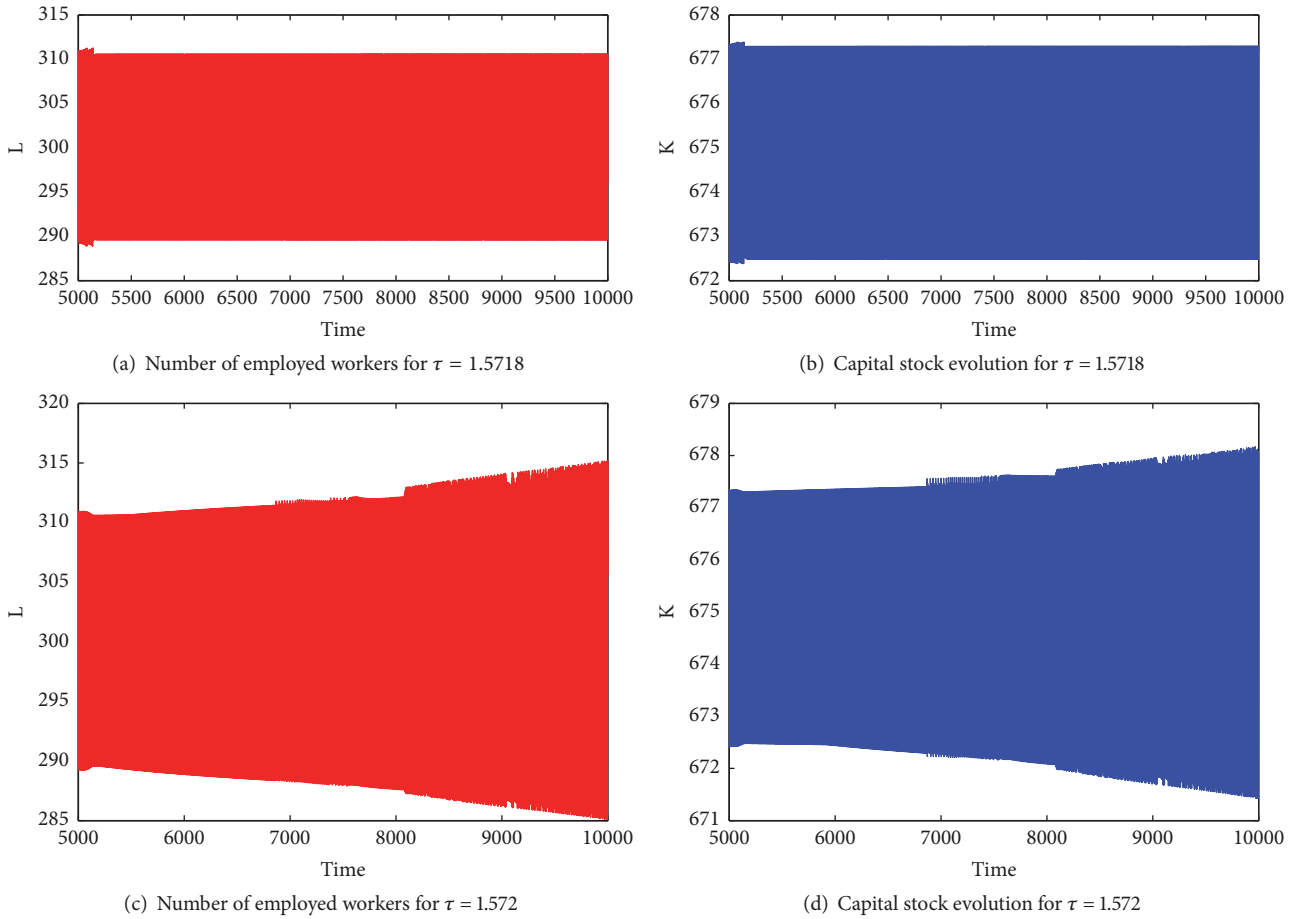 315
310
305
300
295
290
285
L
5000 5500 6000 6500 7000 7500 8000 8500 9000 9500 10000
Time
(a) Number of employed workers for τ = 1.5718
678
677
676
675
674
673
672
K
5000 5500 6000 6500 7000 7500 8000 8500 9000 9500 10000
Time
(b) Capital stock evolution for τ = 1.5718
320
315
310
305
300
295
290
285
L
5000 6000 7000 8000 9000 10000
Time
(c) Number of employed workers for τ = 1.572
679
678
677
676
675
674
673
672
671
K
5000 6000 7000 8000 9000 10000
Time
(d) Capital stock evolution for τ = 1.572